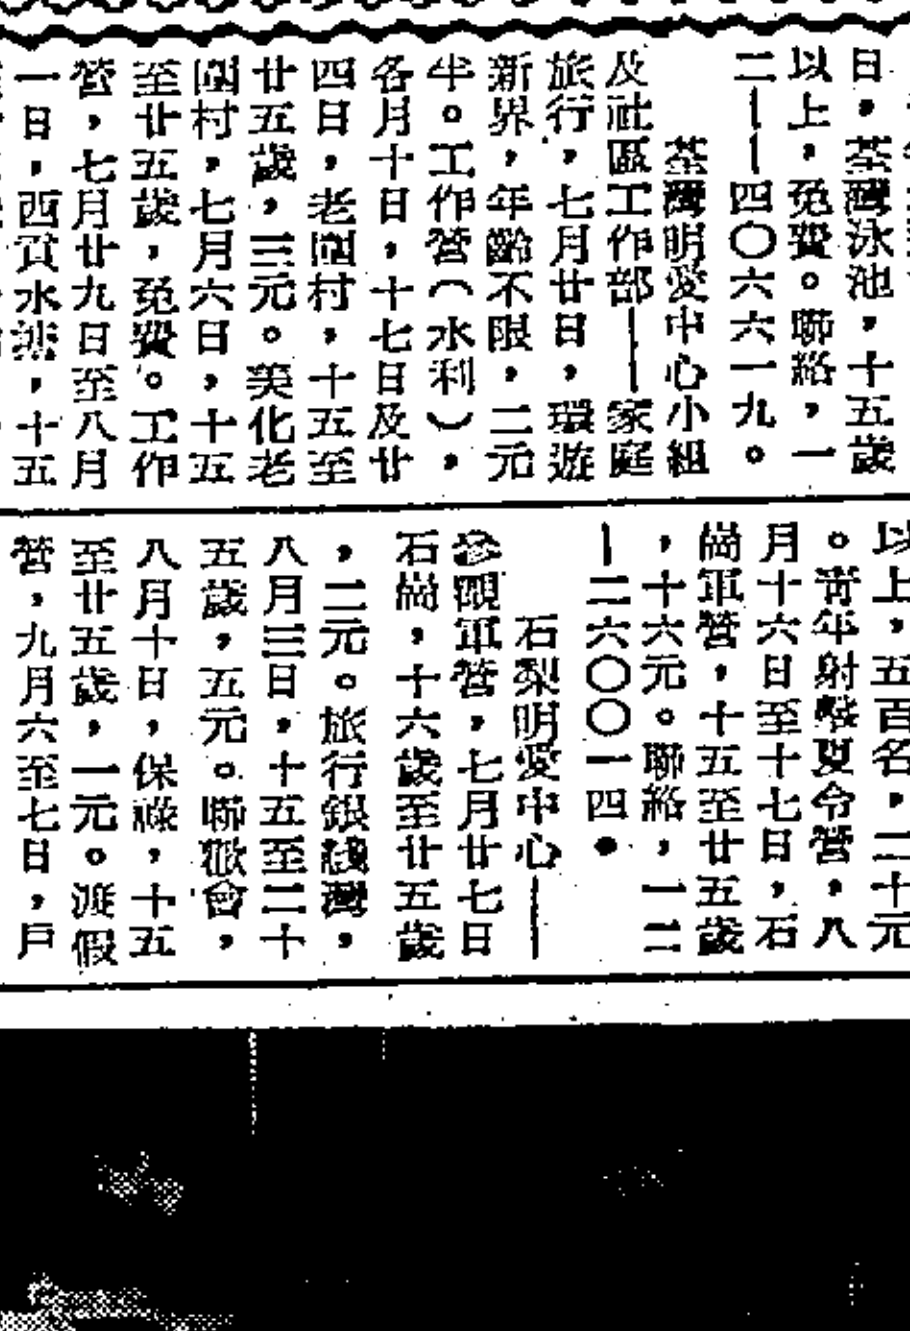 日，荃灣泳池，十五歲
以上，免費。聯絡，一
二——四〇六六一九。
荃灣明愛中心小組
及社區工作部——家庭
旅行，七月廿日，環遊
新界，年齡不限，二元
半。工作營（水利），
各月十日，十七日及廿
四日，老圍村，十五至
廿五歲，三元。美化老
圍村，七月六日，十五
至廿五歲，免費。工作
營，七月廿九日至八月
一日，西貢水塘，十五
以上，五百名，二十元
。青年射擊夏令營，八
月十六日至十七日，石
崗軍營，十五至廿五歲
，十六元。聯絡，一二
——二六〇〇一四。
石梨明愛中心——
參觀軍營，七月廿七日
石崗，十六歲至廿五歲
，二元。旅行銀綫灣，
八月三日，十五至二十
五歲，五元。聯歡會，
八月十日，保祿，十五
至廿五歲，一元。渡假
營，九月六至七日，戶